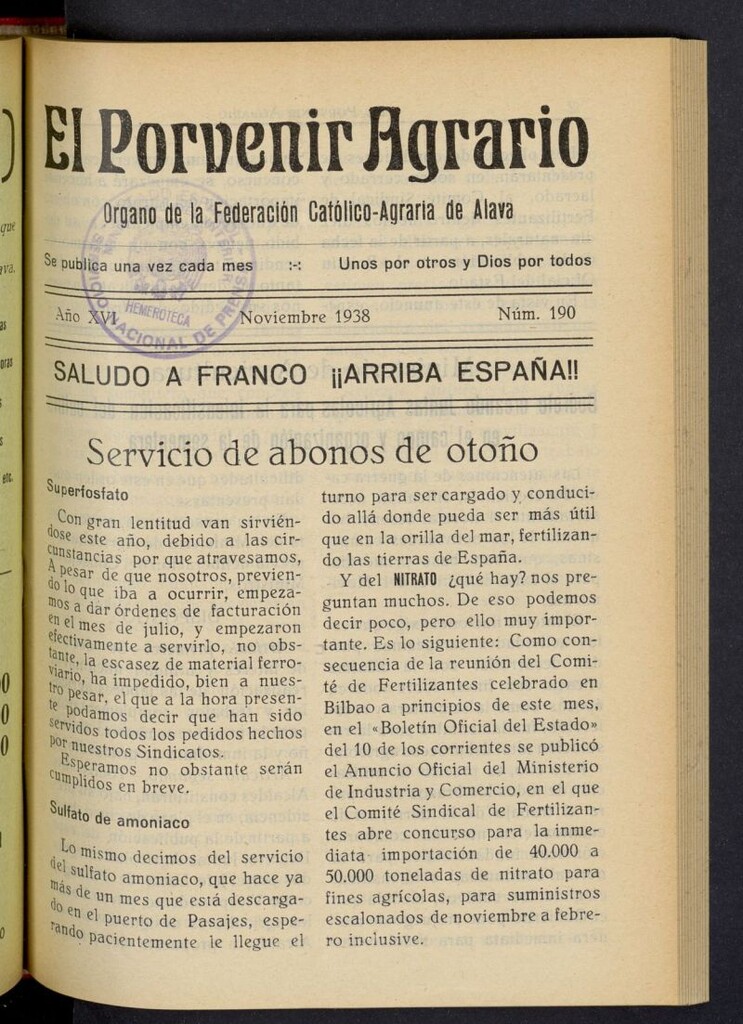 El Porvenir Agrario
Organo de la Federación Católico-Agraria de Alava
Se publica una vez cada mes :-: Unos por otros y Dios por todos
Año XVI Noviembre 1938 Núm. 190
HEMEROTECA
NACIONAL DE PRENSA
SALUDO A FRANCO ¡¡ARRIBA ESPAÑA!!
Servicio de abonos de otoño
Superfosfato
Con gran lentitud van sirvién-
dose este año, debido a las cir-
cunstancias por que atravesamos,
A pesar de que nosotros, previen-
do lo que iba a ocurrir, empeza-
mos a dar órdenes de facturación
en el mes de julio, y empezaron
efectivamente a servirlo, no obs-
tante, la escasez de material ferro-
viario, ha impedido, bien a nues-
tro pesar, el que a la hora presen-
te podamos decir que han sido
servidos todos los pedidos hechos
por nuestros Sindicatos.
Esperamos no obstante serán
cumplidos en breve.
Sulfato de amoniaco
Lo mismo decimos del servicio
del sulfato amoniaco, que hace ya
más de un mes que está descarga-
do en el puerto de Pasajes, espe-
rando pacientemente le llegue el
turno para ser cargado y conduci-
do allá donde pueda ser más útil
que en la orilla del mar, fertilizan-
do las tierras de España.
Y del NITRATO ¿qué hay? nos pre-
guntan muchos. De eso podemos
decir poco, pero ello muy impor-
tante. Es lo siguiente: Como con-
secuencia de la reunión del Comi-
té de Fertilizantes celebrado en
Bilbao a principios de este mes,
en el «Boletín Oficial del Estado»
del 10 de los corrientes se publicó
el Anuncio Oficial del Ministerio
de Industria y Comercio, en el que
el Comité Sindical de Fertilizan-
tes abre concurso para la inme-
diata importación de 40.000 a
50.000 toneladas de nitrato para
fines agrícolas, para suministros
escalonados de noviembre a febre-
ro inclusive.